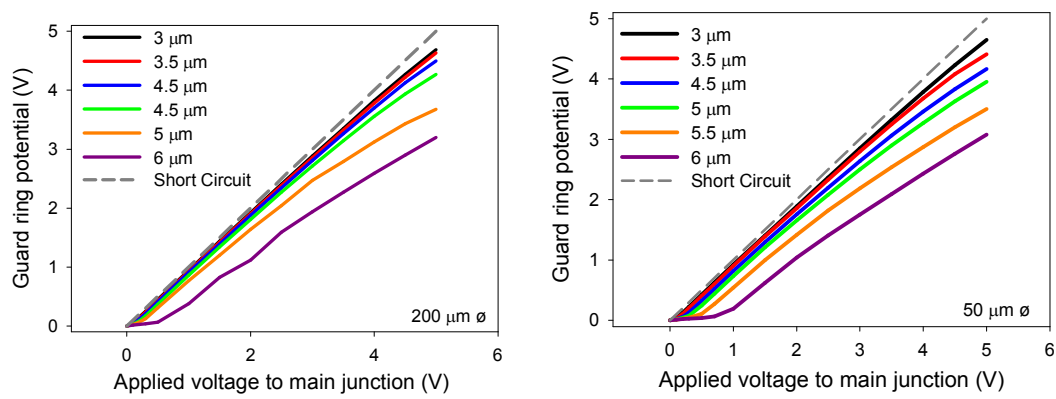 5
4
3
2
1
0
Guard ring potential (V)
3 μm
3.5 μm
4.5 μm
4.5 μm
5 μm
6 μm
Short Circuit
200 μm ø
0 2 4 6
Applied voltage to main junction (V)
5
4
3
2
1
0
Guard ring potential (V)
3 μm
3.5 μm
4.5 μm
5 μm
5.5 μm
6 μm
Short Circuit
50 μm ø
0 1 2 3 4 5 6
Applied voltage to main junction (V)